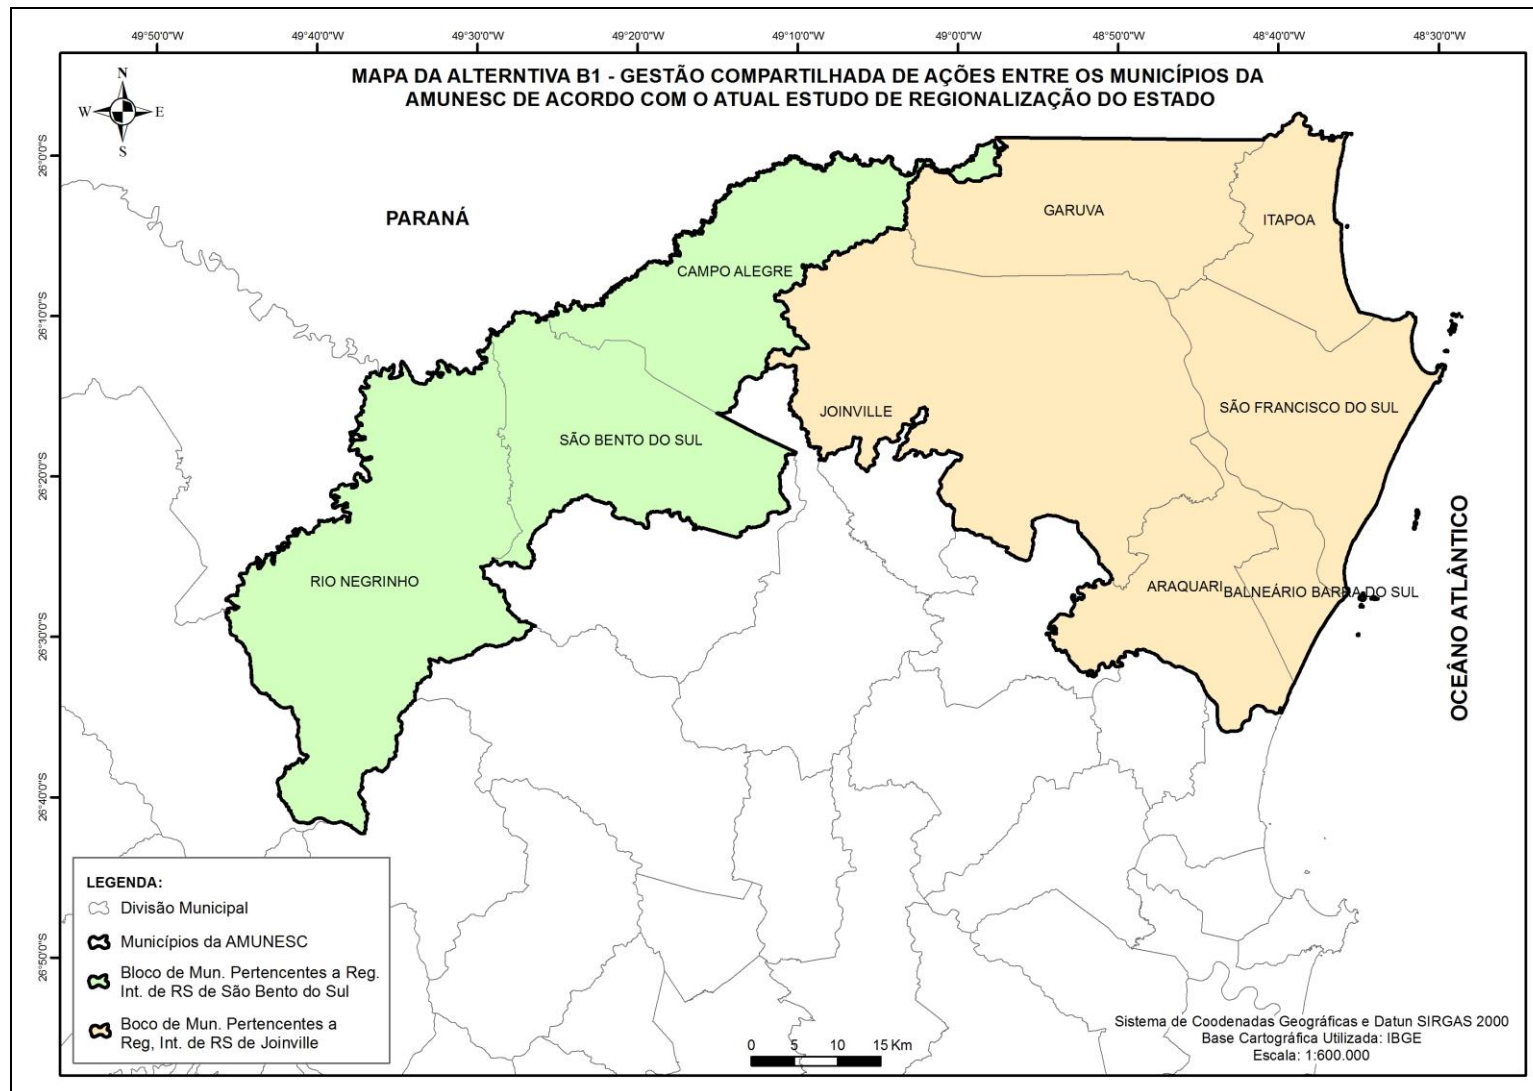 49°50'0"W
49°40'0"W
49°30'0"W
49°20'0"W
49°10'0"W
49°0'0"W
48°50'0"W
48°40'0"W
48°30'0"W
MAPA DA ALTERNTIVA B1 - GESTÃO COMPARTILHADA DE AÇÕES ENTRE OS MUNICÍPIOS DA
AMUNESC DE ACORDO COM O ATUAL ESTUDO DE REGIONALIZAÇÃO DO ESTADO
N
W
E
S
26°0'0"S
26°10'0"S
26°20'0"S
26°30'0"S
26°40'0"S
26°50'0"S
PARANÁ
GARUVA
ITAPOA
CAMPO ALEGRE
JOINVILLE
SÃO FRANCISCO DO SUL
SÃO BENTO DO SUL
RIO NEGRINHO
ARAQUARI
BALNEÁRIO BARRA DO SUL
OCEÂNO ATLÂNTICO
LEGENDA:
Divisão Municipal
Municípios da AMUNESC
Bloco de Mun. Pertencentes a Reg.
Int. de RS de São Bento do Sul
Boco de Mun. Pertencentes a
Reg, Int. de RS de Joinville
0 5 10 15 Km
Sistema de Coodenadas Geográficas e Datun SIRGAS 2000
Base Cartográfica Utilizada: IBGE
Escala: 1:600.000